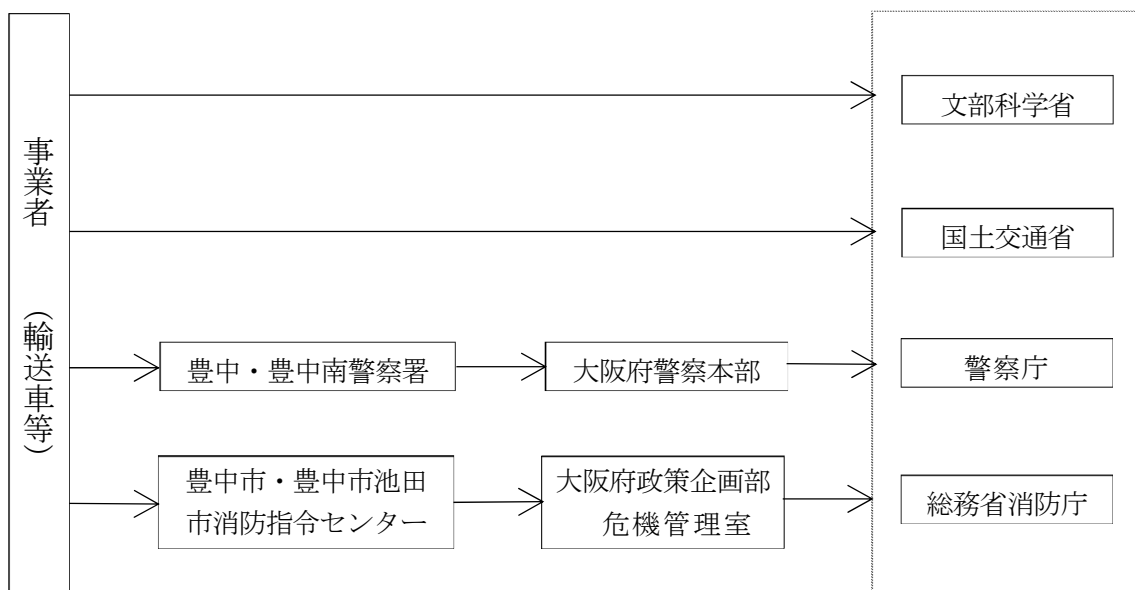 事業者 (輸送車等)
文部科学省
国土交通省
豊中・豊中南警察署
大阪府警察本部
警察庁
豊中市・豊中市池田
市消防指令センター
大阪府政策企画部
危機管理室
総務省消防庁